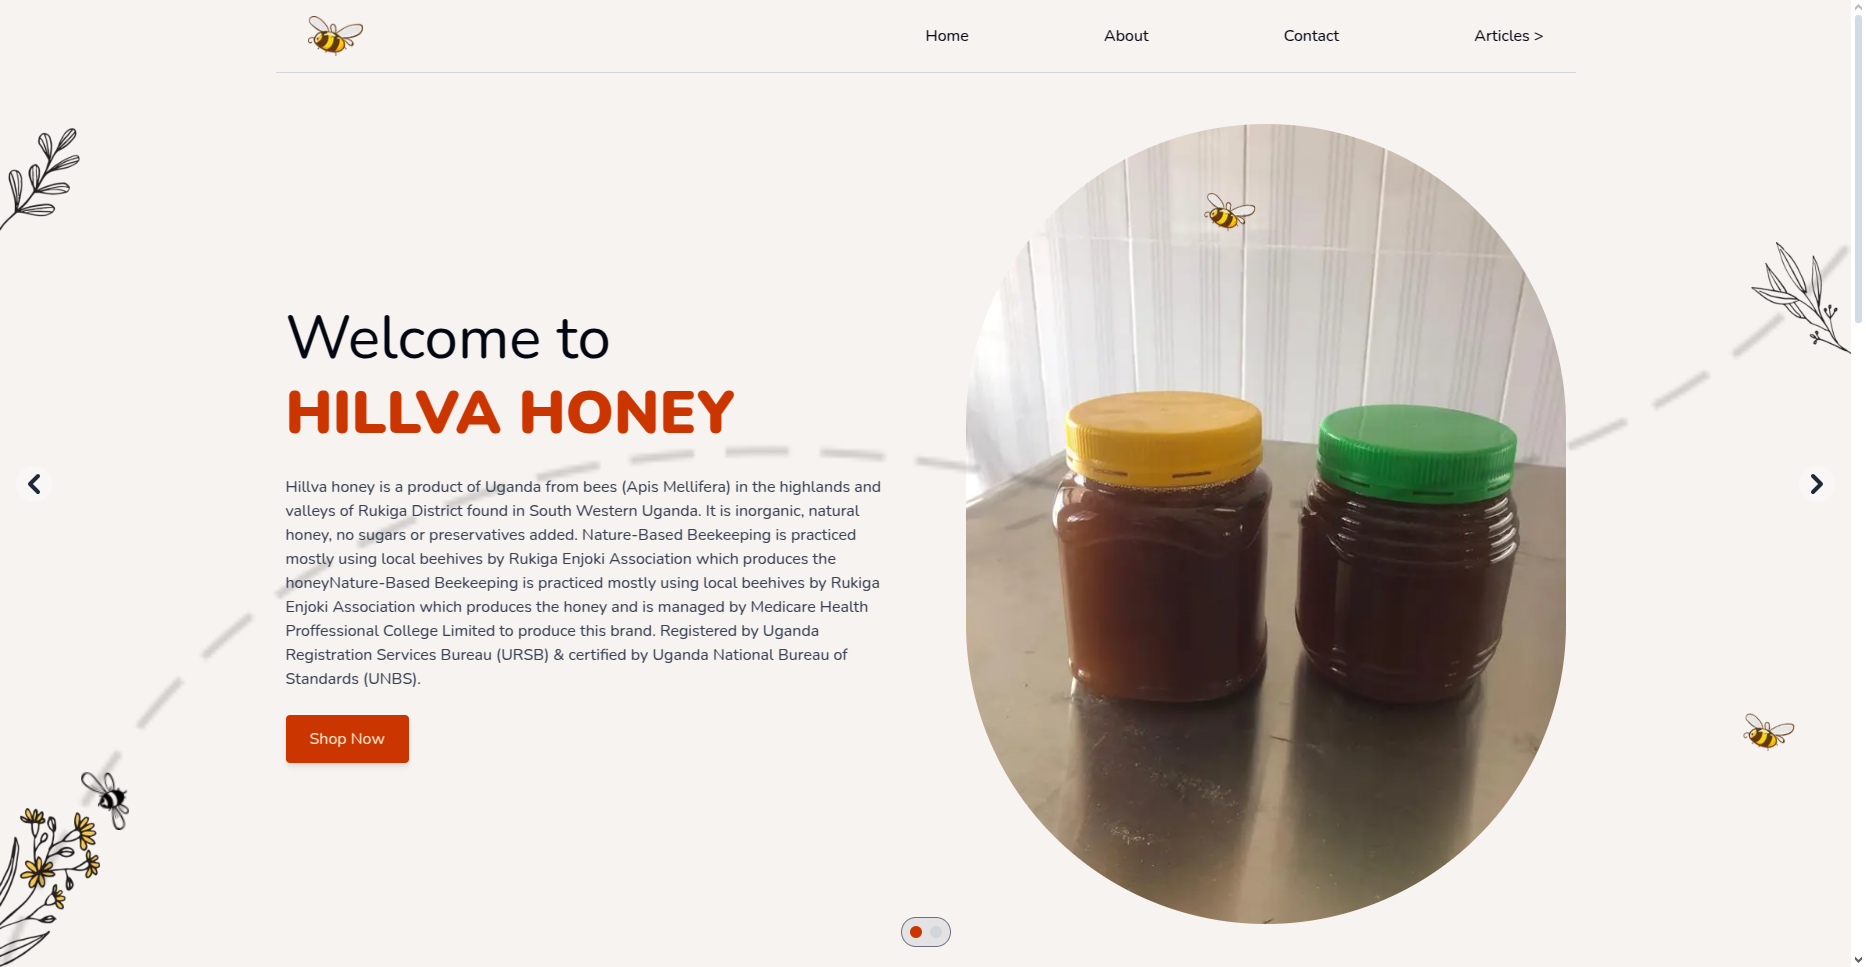 Home
About
Contact
Articles >
Welcome to
HILLVA HONEY
Hillva honey is a product of Uganda from bees (Apis Mellifera) in the highlands and
valleys of Rukiga District found in South Western Uganda. It is inorganic, natural
honey, no sugars or preservatives added. Nature-Based Beekeeping is practiced
mostly using local beehives by Rukiga Enjoki Association which produces the
honeyNature-Based Beekeeping is practiced mostly using local beehives by Rukiga
Enjoki Association which produces the honey and is managed by Medicare Health
Proffessional College Limited to produce this brand. Registered by Uganda
Registration Services Bureau (URSB) & certified by Uganda National Bureau of
Standards (UNBS).
Shop Now